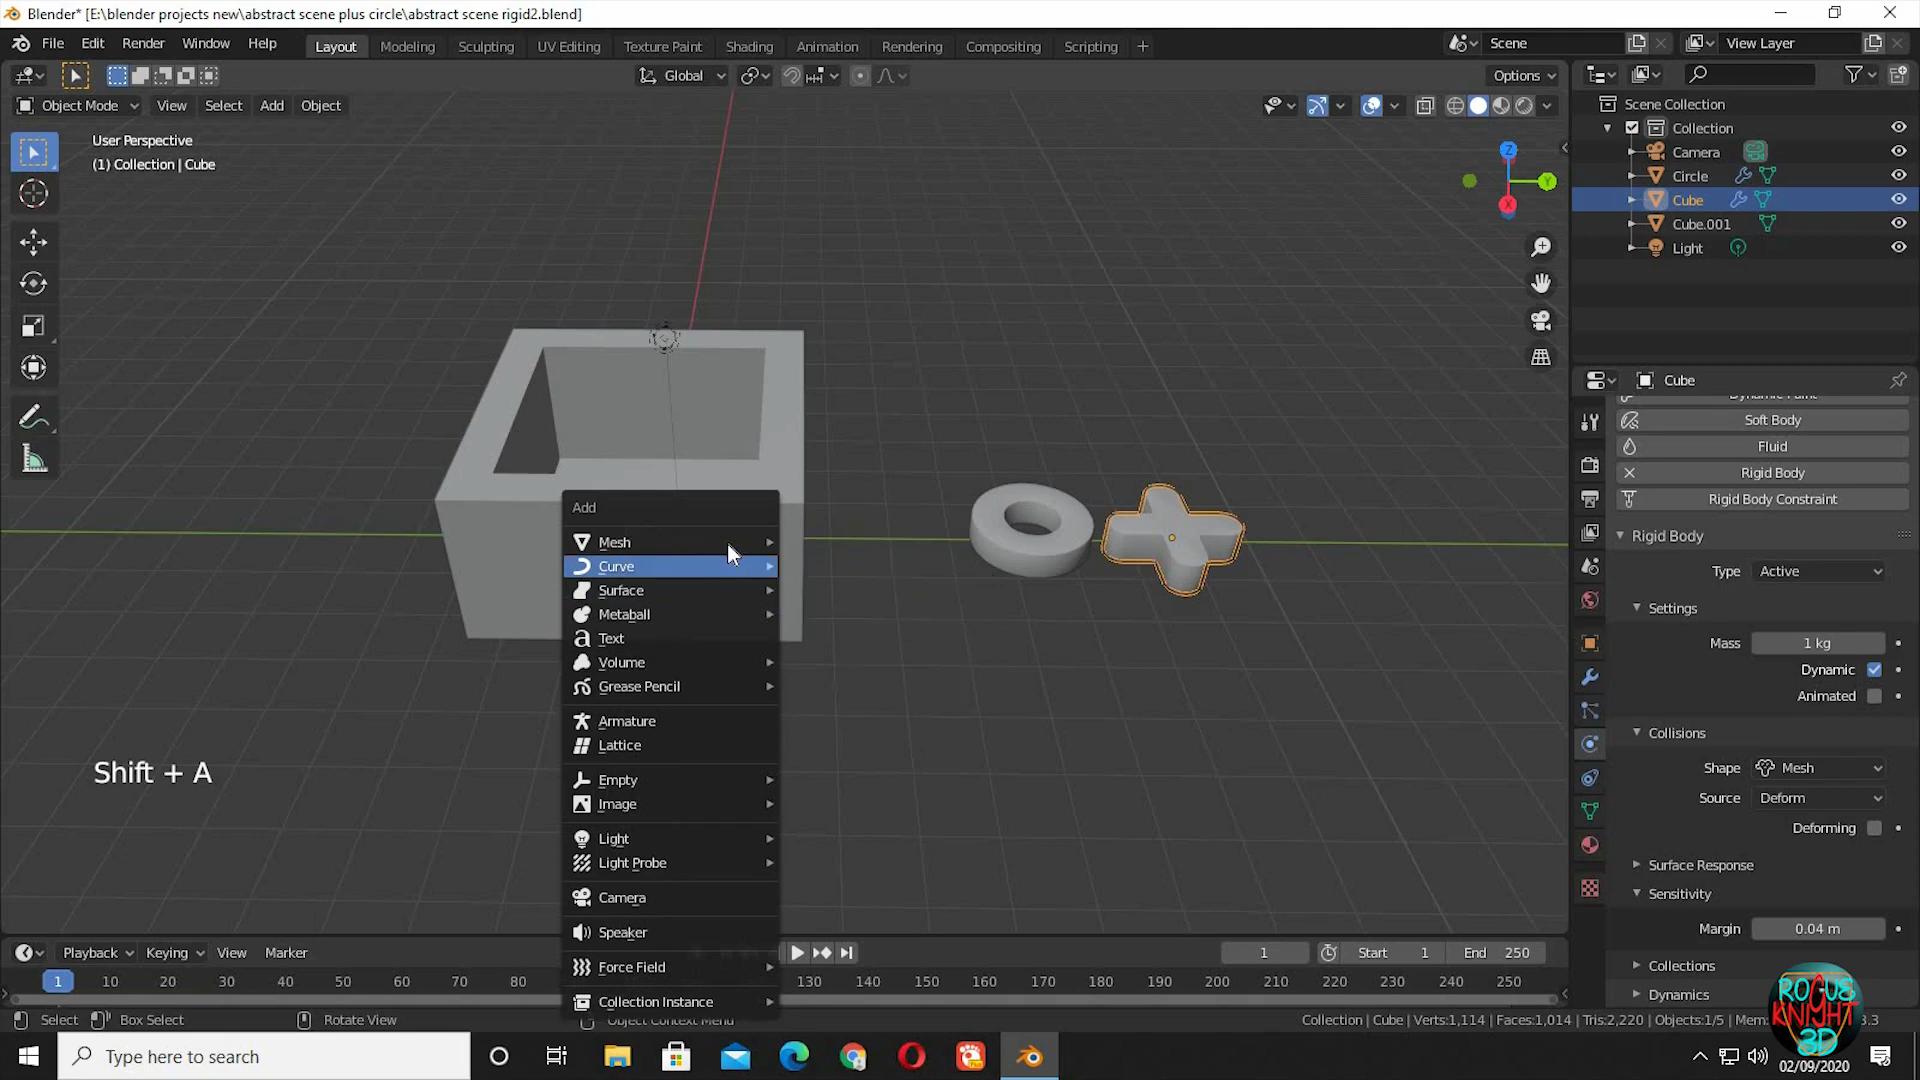 Blender* [E:\blender projects new\abstract scene plus circle\abstract scene rigid2.blend]
File Edit Render Window Help
Layout Modeling Sculpting UV Editing Texture Paint Shading Animation Rendering Compositing Scripting +
Scene
View Layer
Global
Options
Object Mode View Select Add Object
User Perspective
(1) Collection | Cube
Z
Y
X
Scene Collection
Collection
Camera
Circle
Cube
Cube.001
Light
Cube
Soft Body
Fluid
Rigid Body
Rigid Body Constraint
Rigid Body
Type Active
Settings
Mass 1 kg
Dynamic
Animated
Collisions
Shape Mesh
Source Deform
Deforming
Surface Response
Sensitivity
Margin 0.04 m
Collections
Dynamics
Add
Mesh
Curve
Surface
Metaball
Text
Volume
Grease Pencil
Armature
Lattice
Empty
Image
Light
Light Probe
Camera
Speaker
Force Field
Collection Instance
Shift + A
Playback Keying View Marker
1 Start 1 End 250
1 10 20 30 40 50 60 70 80 130 140 150 160 170 180 190 200 210 220 230 240 250
Select Box Select Rotate View Object Context Menu
Collection | Cube | Verts:1,114 | Faces:1,014 | Tris:2,220 | Objects:1/5 | Mem:
ROGUE
KNIGHT
3D
Type here to search
02/09/2020